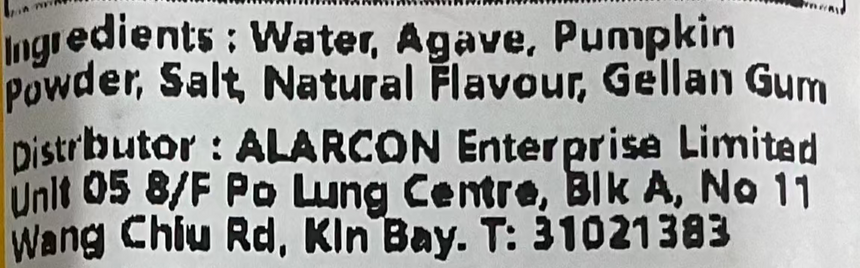 Ingredients : Water, Agave, Pumpkin
Powder, Salt, Natural Flavour, Gellan Gum
Distributor : ALARCON Enterprise Limited
Unit 05 8/F Po Lung Centre, Blk A, No 11
Wang Chiu Rd, Kln Bay. T: 31021383